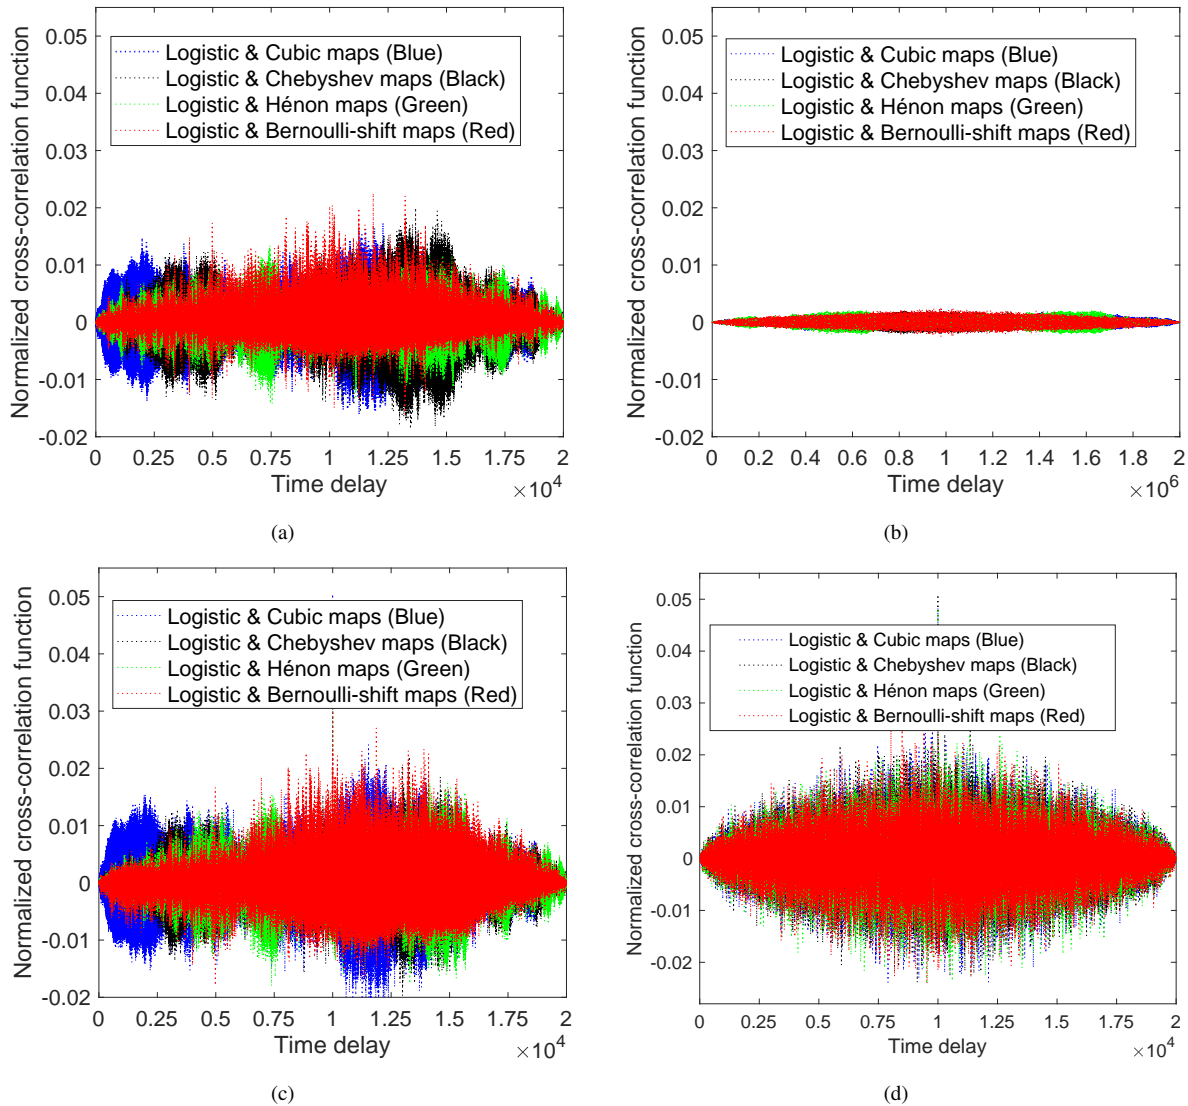 Normalized cross-correlation function
0.05
0.04
0.03
0.02
0.01
0
-0.01
-0.02
Logistic & Cubic maps (Blue)
Logistic & Chebyshev maps (Black)
Logistic & Hénon maps (Green)
Logistic & Bernoulli-shift maps (Red)
0 0.25 0.5 0.75 1 1.25 1.5 1.75 2
Time delay ×10^4
(a)
Normalized cross-correlation function
0.05
0.04
0.03
0.02
0.01
0
-0.01
-0.02
Logistic & Cubic maps (Blue)
Logistic & Chebyshev maps (Black)
Logistic & Hénon maps (Green)
Logistic & Bernoulli-shift maps (Red)
0 0.2 0.4 0.6 0.8 1 1.2 1.4 1.6 1.8 2
Time delay ×10^6
(b)
Normalized cross-correlation function
0.05
0.04
0.03
0.02
0.01
0
-0.01
-0.02
Logistic & Cubic maps (Blue)
Logistic & Chebyshev maps (Black)
Logistic & Hénon maps (Green)
Logistic & Bernoulli-shift maps (Red)
0 0.25 0.5 0.75 1 1.25 1.5 1.75 2
Time delay ×10^4
(c)
Normalized cross-correlation function
0.05
0.04
0.03
0.02
0.01
0
-0.01
-0.02
Logistic & Cubic maps (Blue)
Logistic & Chebyshev maps (Black)
Logistic & Hénon maps (Green)
Logistic & Bernoulli-shift maps (Red)
0 0.25 0.5 0.75 1 1.25 1.5 1.75 2
Time delay ×10^4
(d)